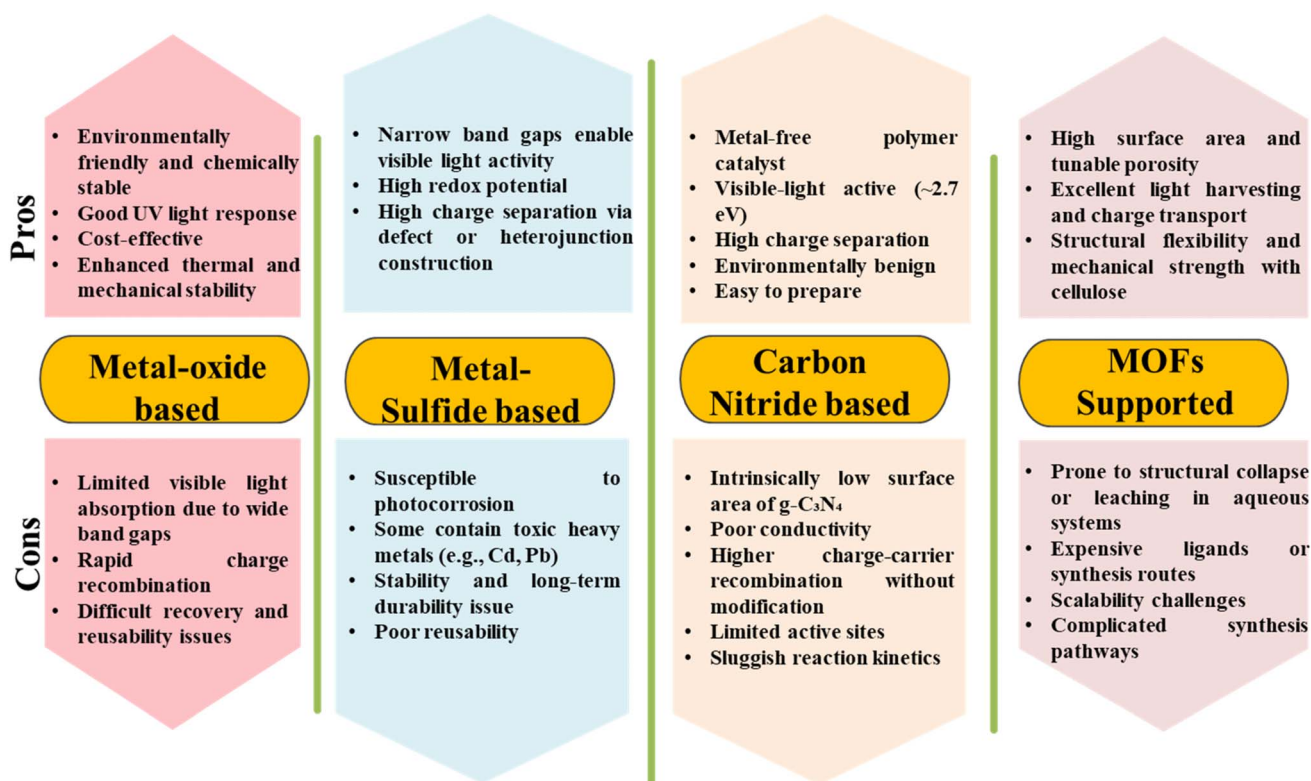 Pros
• Environmentally
friendly and chemically
stable
• Good UV light response
• Cost-effective
• Enhanced thermal and
mechanical stability
• Narrow band gaps enable
visible light activity
• High redox potential
• High charge separation via
defect or heterojunction
construction
• Metal-free polymer
catalyst
• Visible-light active (~2.7
eV)
• High charge separation
• Environmentally benign
• Easy to prepare
• High surface area and
tunable porosity
• Excellent light harvesting
and charge transport
• Structural flexibility and
mechanical strength with
cellulose
Metal-oxide
based
Metal-
Sulfide based
Carbon
Nitride based
MOFs
Supported
Cons
• Limited visible light
absorption due to wide
band gaps
• Rapid charge
recombination
• Difficult recovery and
reusability issues
• Susceptible to
photocorrosion
• Some contain toxic heavy
metals (e.g., Cd, Pb)
• Stability and long-term
durability issue
• Poor reusability
• Intrinsically low surface
area of g-C₃N₄
• Poor conductivity
• Higher charge-carrier
recombination without
modification
• Limited active sites
• Sluggish reaction kinetics
• Prone to structural collapse
or leaching in aqueous
systems
• Expensive ligands or
synthesis routes
• Scalability challenges
• Complicated synthesis
pathways